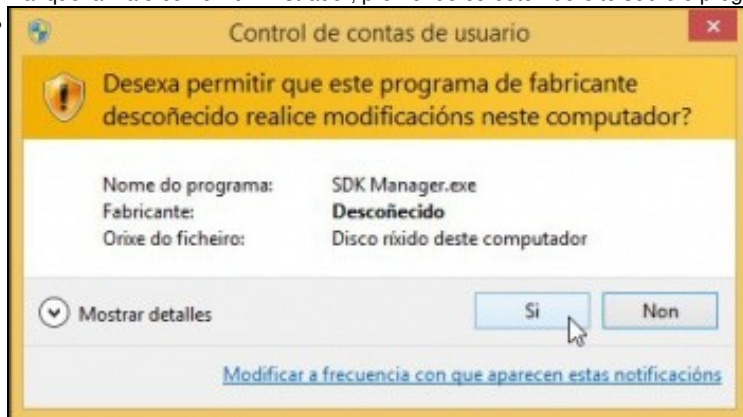 Control de contas de usuario
Desexa permitir que este programa de fabricante
descoñecido realice modificacións neste computador?
Nome do programa: SDK Manager.exe
Fabricante: Descoñecido
Orixe do ficheiro: Disco ríxido deste computador
Mostrar detalles
Si Non
Modificar a frecuencia con que aparecen estas notificacións